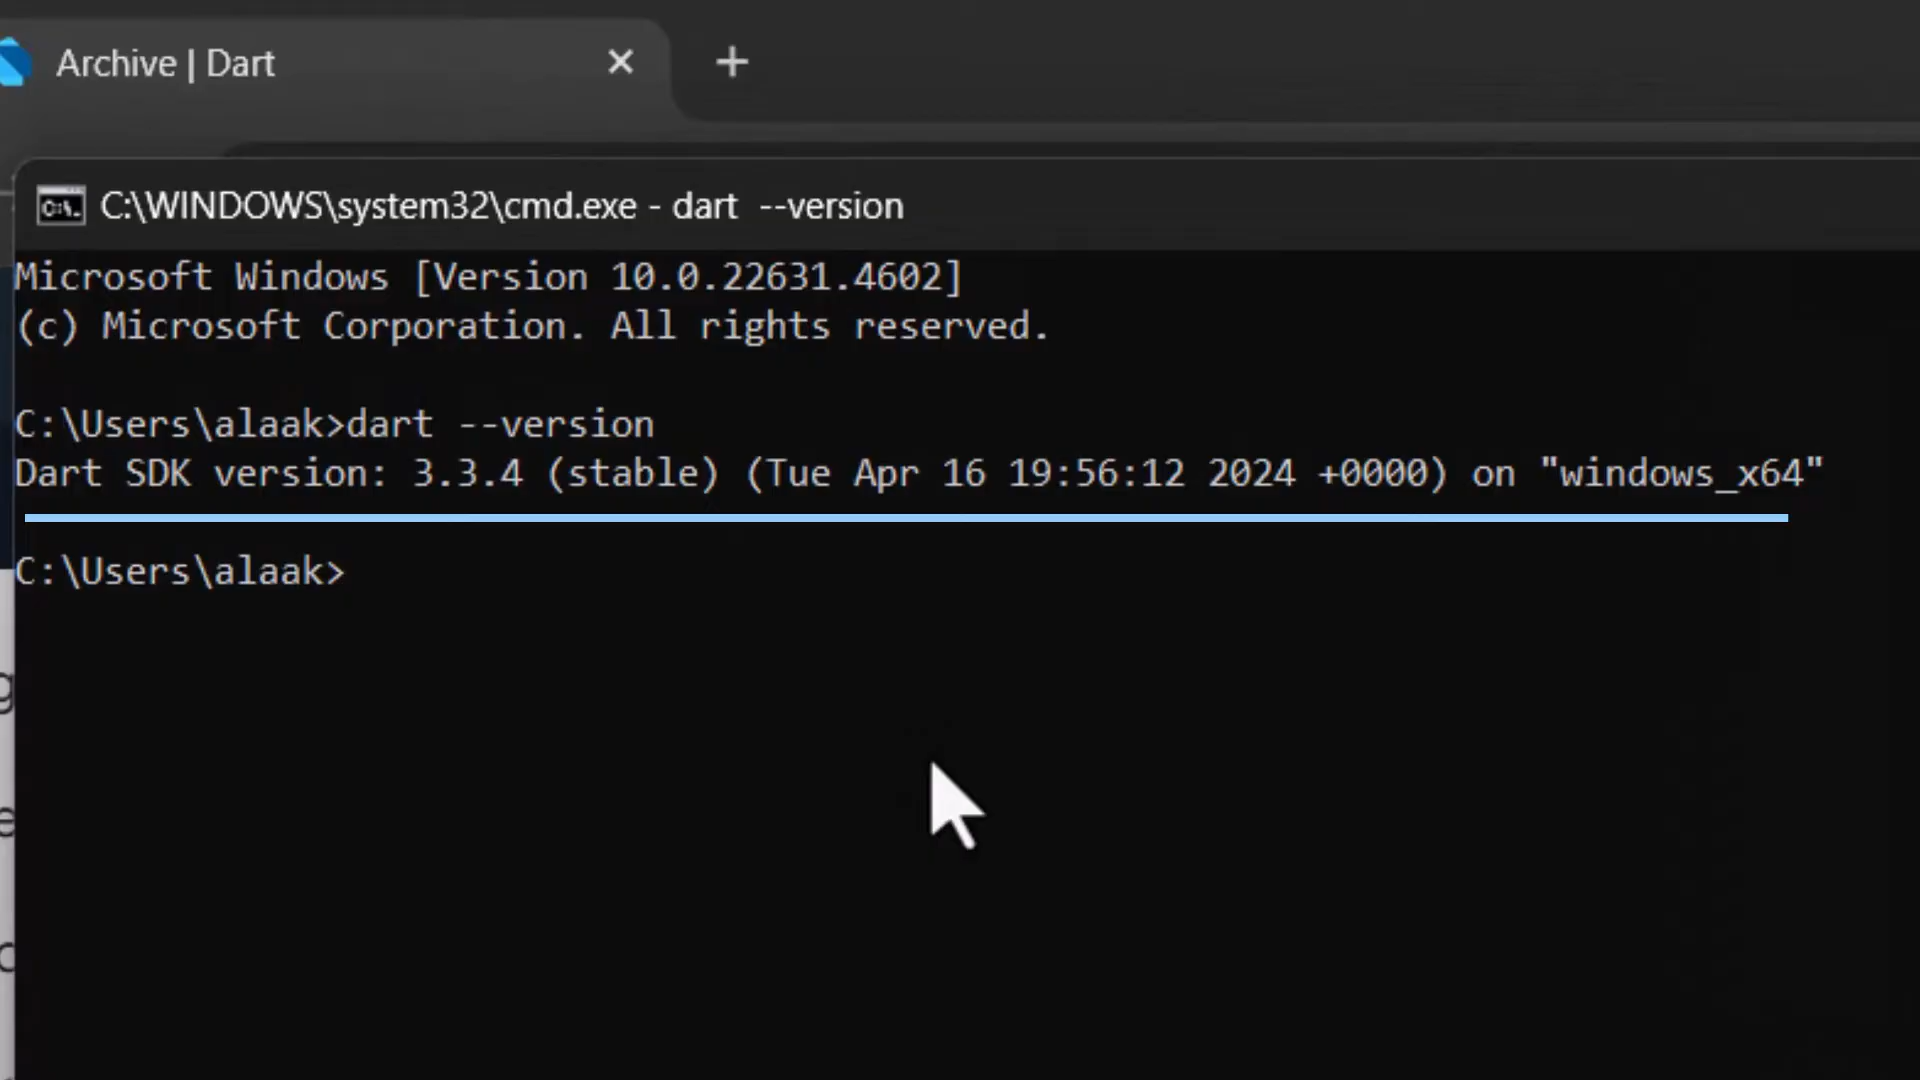 Archive | Dart
C:\WINDOWS\system32\cmd.exe - dart  --version
Microsoft Windows [Version 10.0.22631.4602]
(c) Microsoft Corporation. All rights reserved.
C:\Users\alaak>dart --version
Dart SDK version: 3.3.4 (stable) (Tue Apr 16 19:56:12 2024 +0000) on "windows_x64"
C:\Users\alaak>